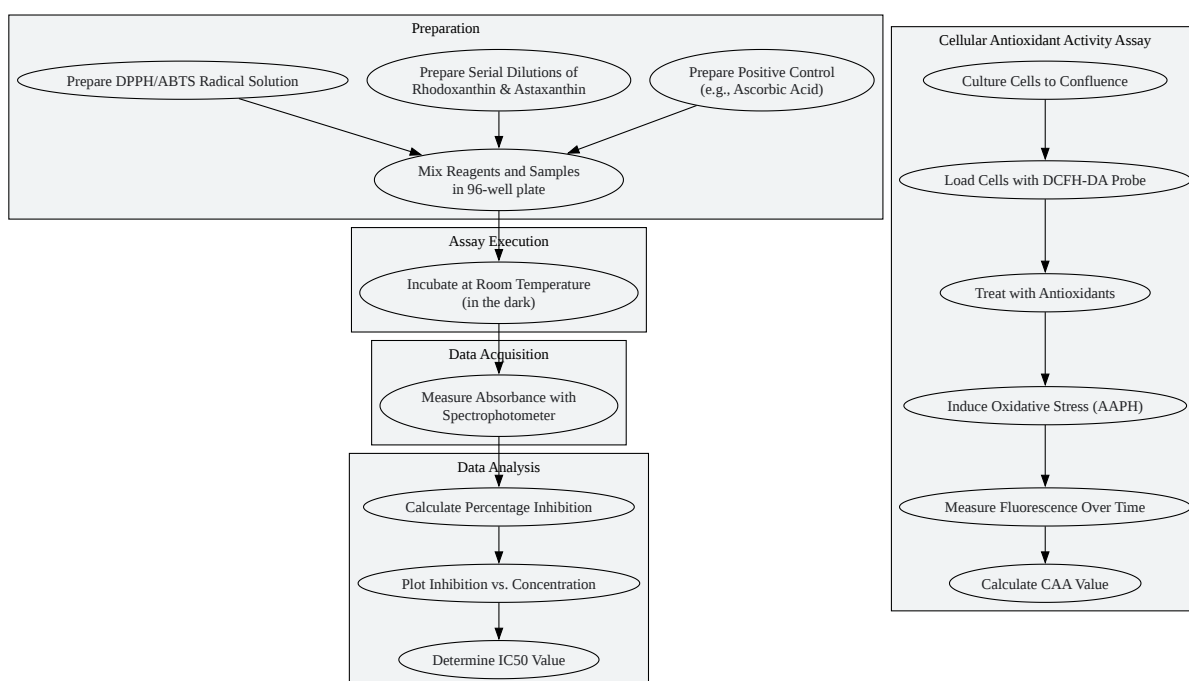 Preparation
Prepare DPPH/ABTS Radical Solution
Prepare Serial Dilutions of
Rhodoxanthin & Astaxanthin
Prepare Positive Control
(e.g., Ascorbic Acid)
Mix Reagents and Samples
in 96-well plate
Assay Execution
Incubate at Room Temperature
(in the dark)
Data Acquisition
Measure Absorbance with
Spectrophotometer
Data Analysis
Calculate Percentage Inhibition
Plot Inhibition vs. Concentration
Determine IC50 Value
Cellular Antioxidant Activity Assay
Culture Cells to Confluence
Load Cells with DCFH-DA Probe
Treat with Antioxidants
Induce Oxidative Stress (AAPH)
Measure Fluorescence Over Time
Calculate CAA Value